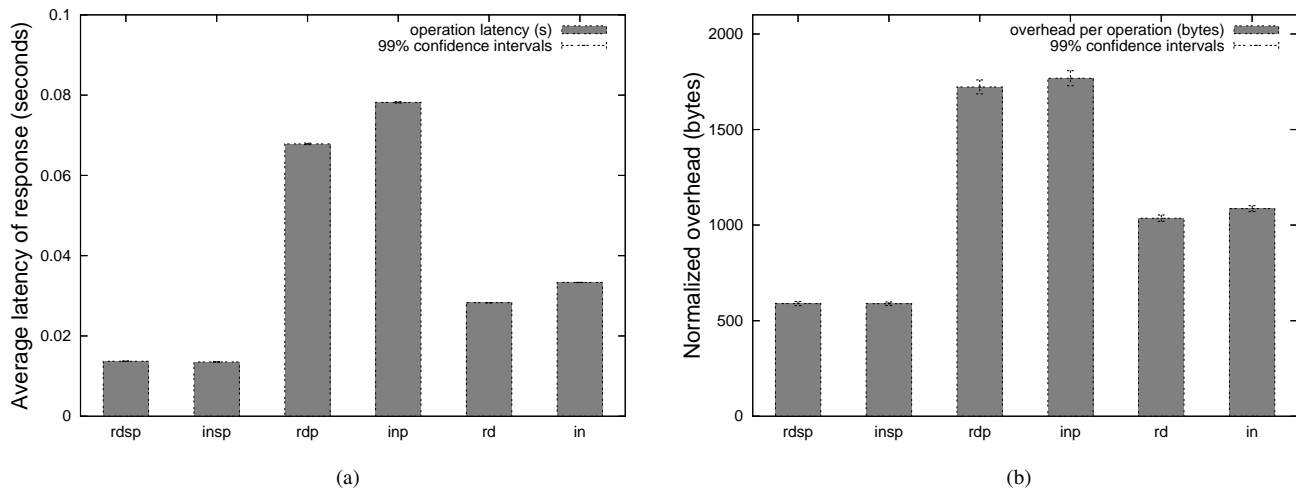 Average latency of response (seconds)
0.1
0.08
0.06
0.04
0.02
0
operation latency (s)
99% confidence intervals
rdsp insp rdp inp rd in
(a)
Normalized overhead (bytes)
2000
1500
1000
500
0
overhead per operation (bytes)
99% confidence intervals
rdsp insp rdp inp rd in
(b)